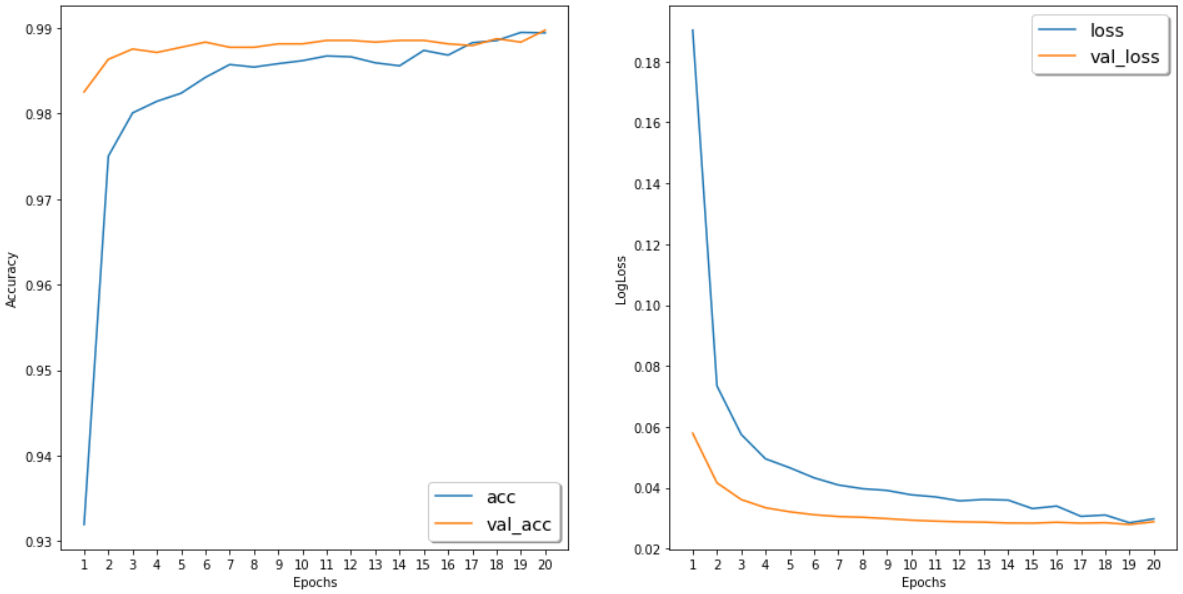 0.99
0.98
0.97
0.96
0.95
0.94
0.93
Accuracy
acc
val_acc
1 2 3 4 5 6 7 8 9 10 11 12 13 14 15 16 17 18 19 20
Epochs
0.18
0.16
0.14
0.12
0.10
0.08
0.06
0.04
0.02
LogLoss
loss
val_loss
1 2 3 4 5 6 7 8 9 10 11 12 13 14 15 16 17 18 19 20
Epochs